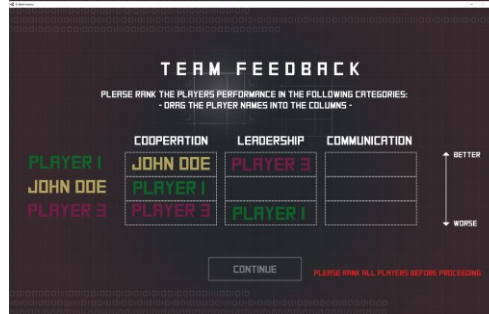 TEAM FEEDBACK
PLEASE RANK THE PLAYERS PERFORMANCE IN THE FOLLOWING CATEGORIES:
- DRAG THE PLAYER NAMES INTO THE COLUMNS -
COOPERATION LEADERSHIP COMMUNICATION
BETTER
PLAYER 1 JOHN DOE PLAYER 3
JOHN DOE PLAYER 1
PLAYER 3 PLAYER 3 PLAYER 1
WORSE
CONTINUE
PLEASE RANK ALL PLAYERS BEFORE PROCEEDING